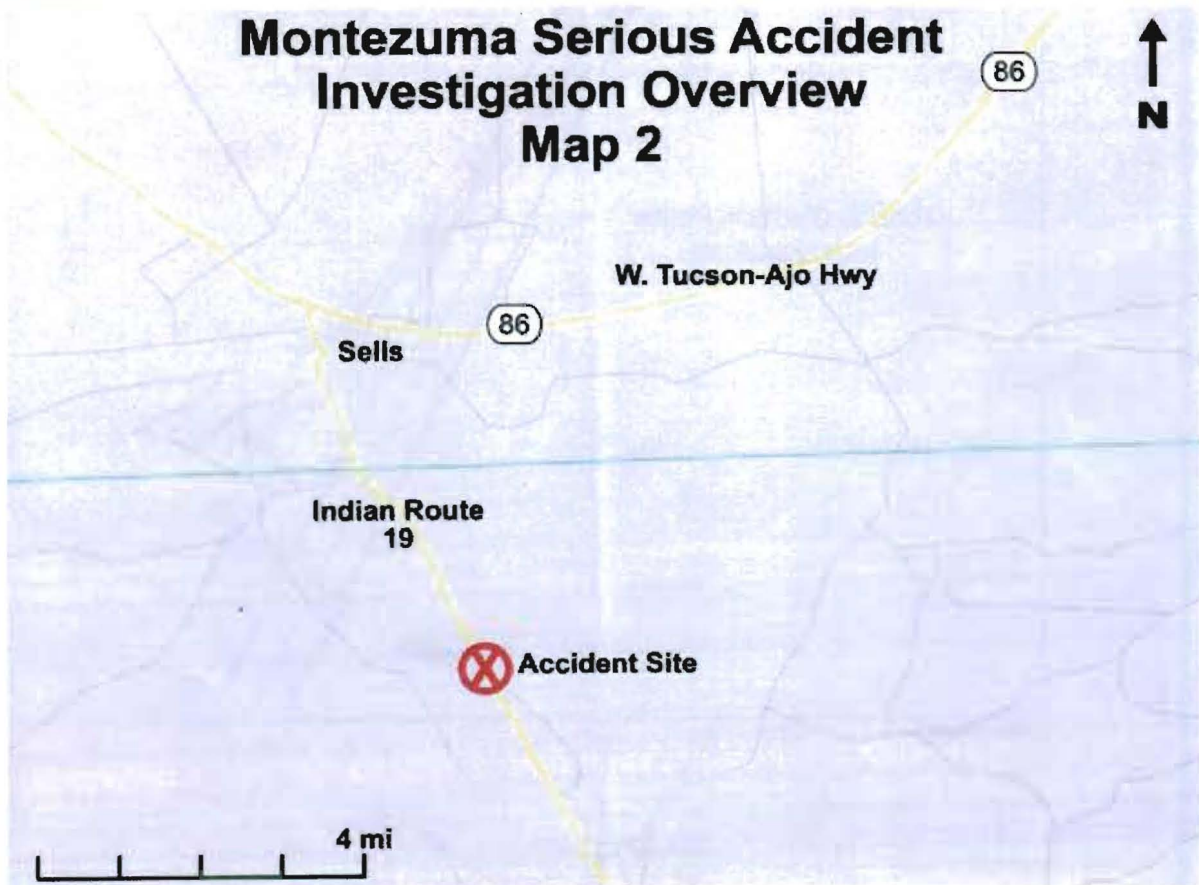 Montezuma Serious Accident
Investigation Overview
Map 2
86
N
W. Tucson-Ajo Hwy
86
Sells
Indian Route
19
Accident Site
4 mi